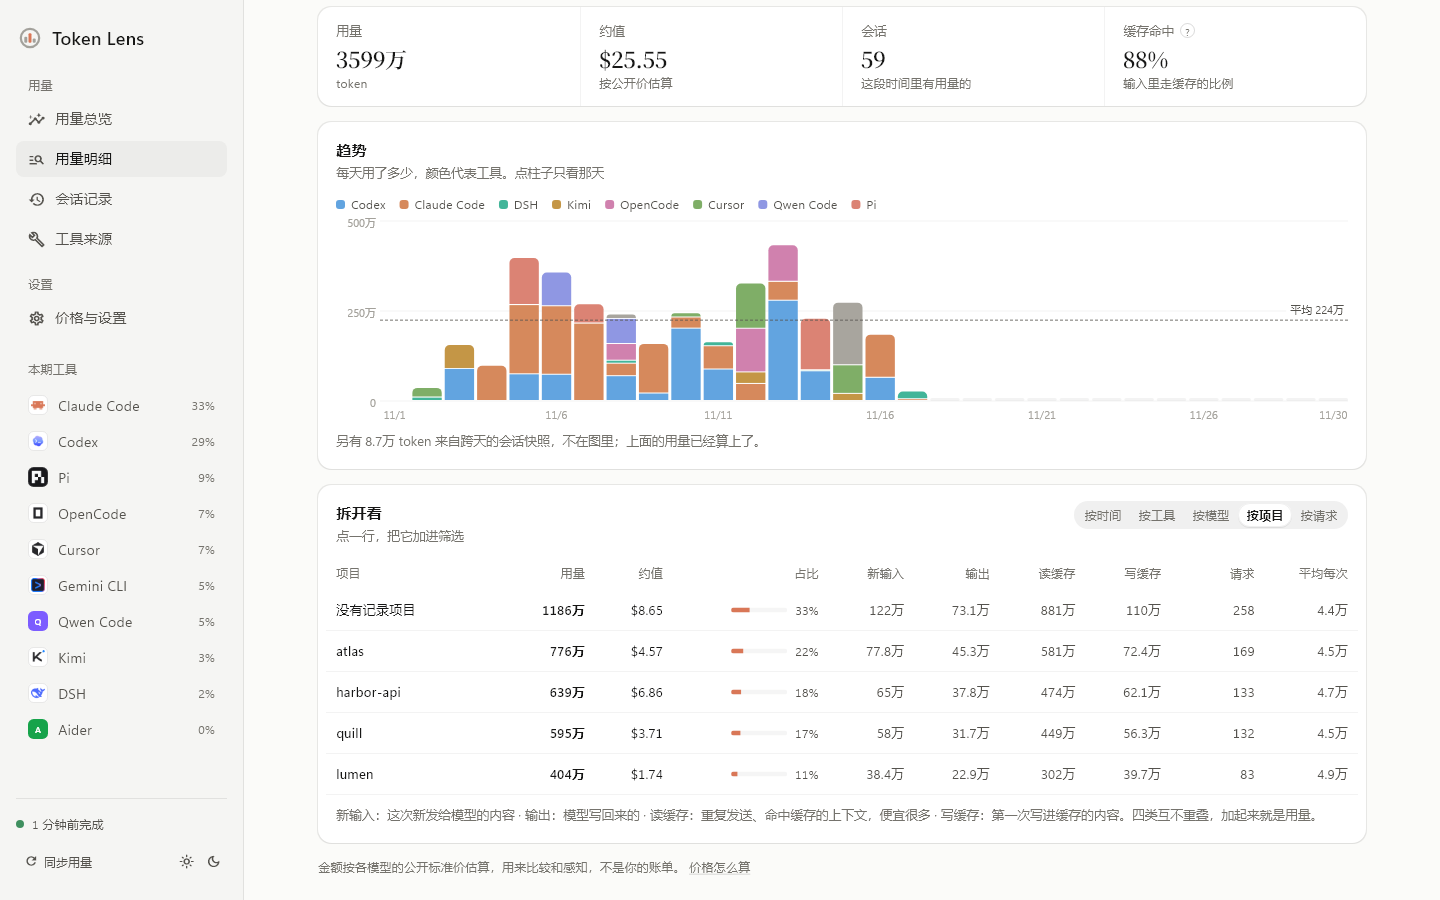 Token Lens
用量
用量总览
用量明细
会话记录
工具来源
设置
价格与设置
本期工具
Claude Code 33%
Codex 29%
Pi 9%
OpenCode 7%
Cursor 7%
Gemini CLI 5%
Qwen Code 5%
Kimi 3%
DSH 2%
Aider 0%
1 分钟前完成
同步用量
用量 约值 会话 缓存命中 ?
3599万 $25.55 59 88%
token 按公开价估算 这段时间里有用量的 输入里走缓存的比例
趋势
每天用了多少，颜色代表工具。点柱子只看那天
Codex Claude Code DSH Kimi OpenCode Cursor Qwen Code Pi
500万
250万
平均 224万
0
11/1 11/6 11/11 11/16 11/21 11/26 11/30
另有 8.7万 token 来自跨天的会话快照，不在图里；上面的用量已经算上了。
拆开看
点一行，把它加进筛选
按时间 按工具 按模型 按项目 按请求
项目 用量 约值 占比 新输入 输出 读缓存 写缓存 请求 平均每次
没有记录项目 1186万 $8.65 33% 122万 73.1万 881万 110万 258 4.4万
atlas 776万 $4.57 22% 77.8万 45.3万 581万 72.4万 169 4.5万
harbor-api 639万 $6.86 18% 65万 37.8万 474万 62.1万 133 4.7万
quill 595万 $3.71 17% 58万 31.7万 449万 56.3万 132 4.5万
lumen 404万 $1.74 11% 38.4万 22.9万 302万 39.7万 83 4.9万
新输入：这次新发给模型的内容 · 输出：模型写回来的 · 读缓存：重复发送、命中缓存的上下文，便宜很多 · 写缓存：第一次写进缓存的内容。四类互不重叠，加起来就是用量。
金额按各模型的公开标准价估算，用来比较和感知，不是你的账单。 价格怎么算